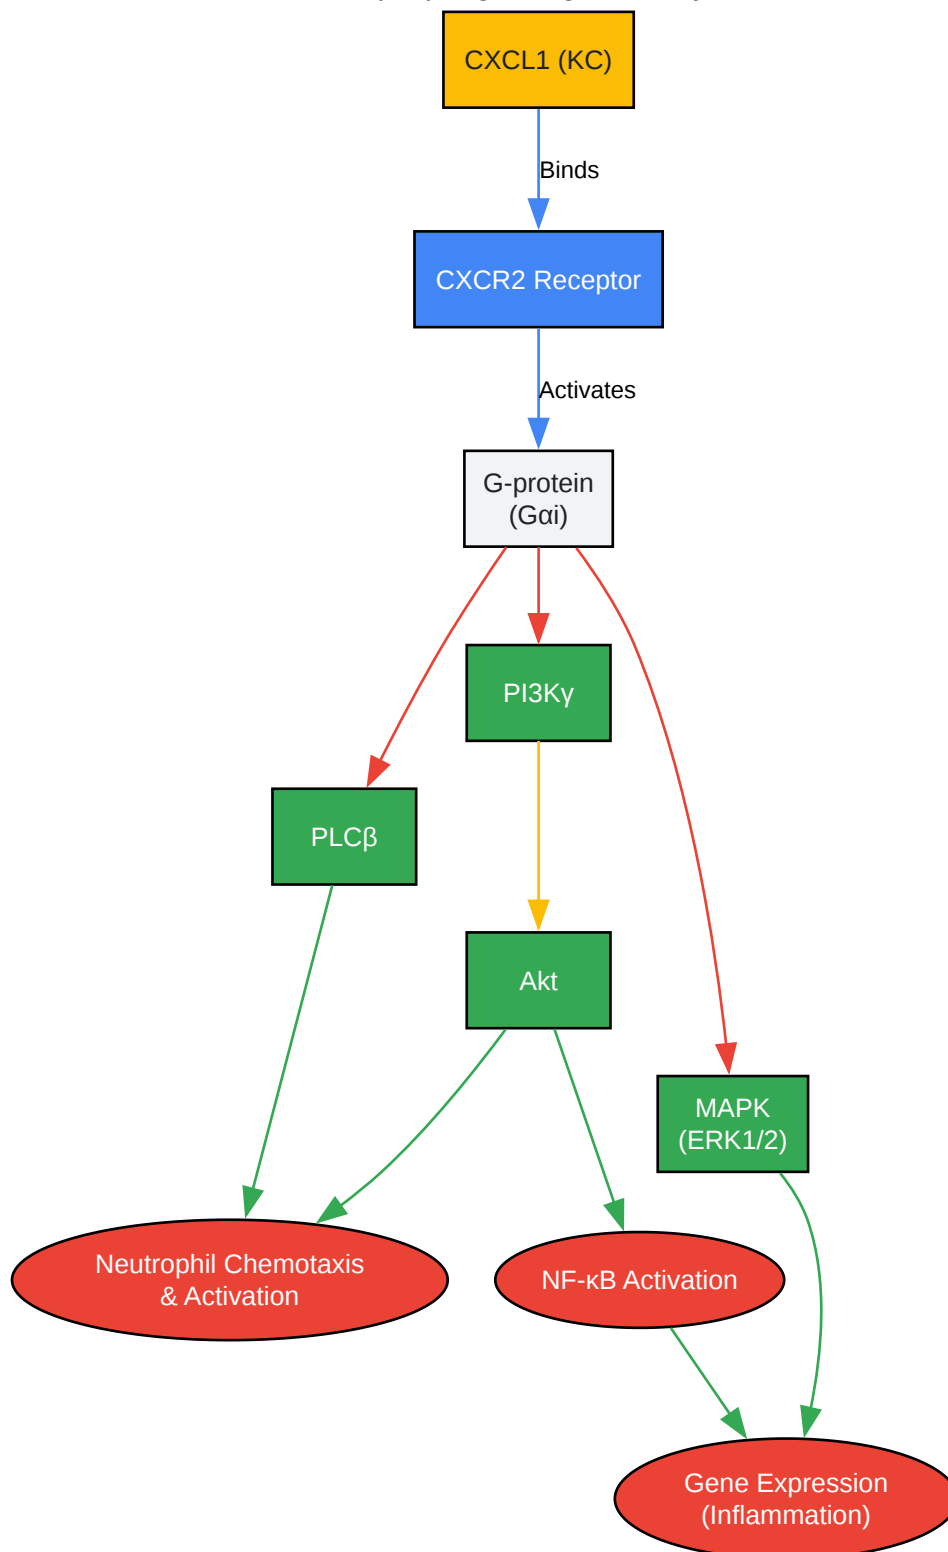 CXCL1 (KC)
Binds
CXCR2 Receptor
Activates
G-protein
(Gαi)
PI3Kγ
PLCβ
Akt
MAPK
(ERK1/2)
Neutrophil Chemotaxis
& Activation
NF-κB Activation
Gene Expression
(Inflammation)